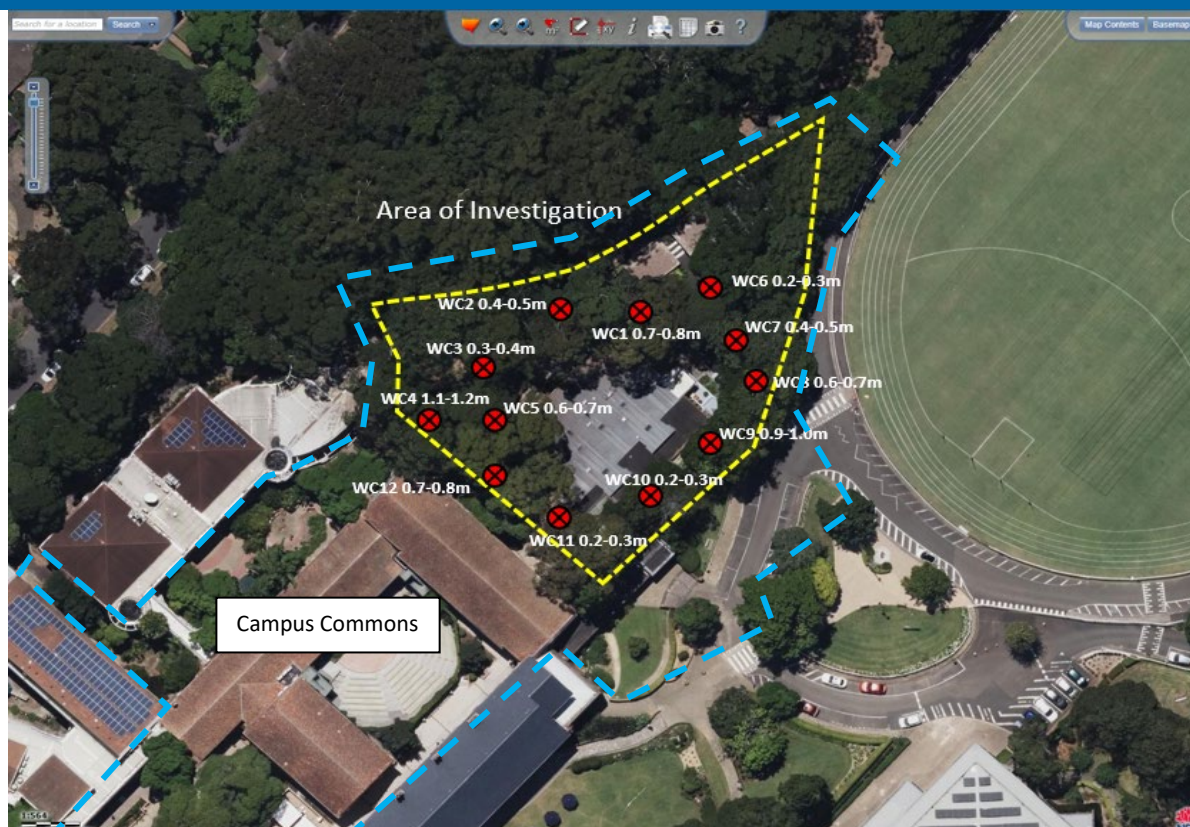 Search for a location
Search
xy
i
?
Map Contents
Basemap
Area of Investigation
WC6 0.2-0.3m
WC2 0.4-0.5m
WC1 0.7-0.8m
WC7 0.4-0.5m
WC3 0.3-0.4m
WC8 0.6-0.7m
WC4 1.1-1.2m
WC5 0.6-0.7m
WC9 0.9-1.0m
WC12 0.7-0.8m
WC10 0.2-0.3m
WC11 0.2-0.3m
Campus Commons
1:564